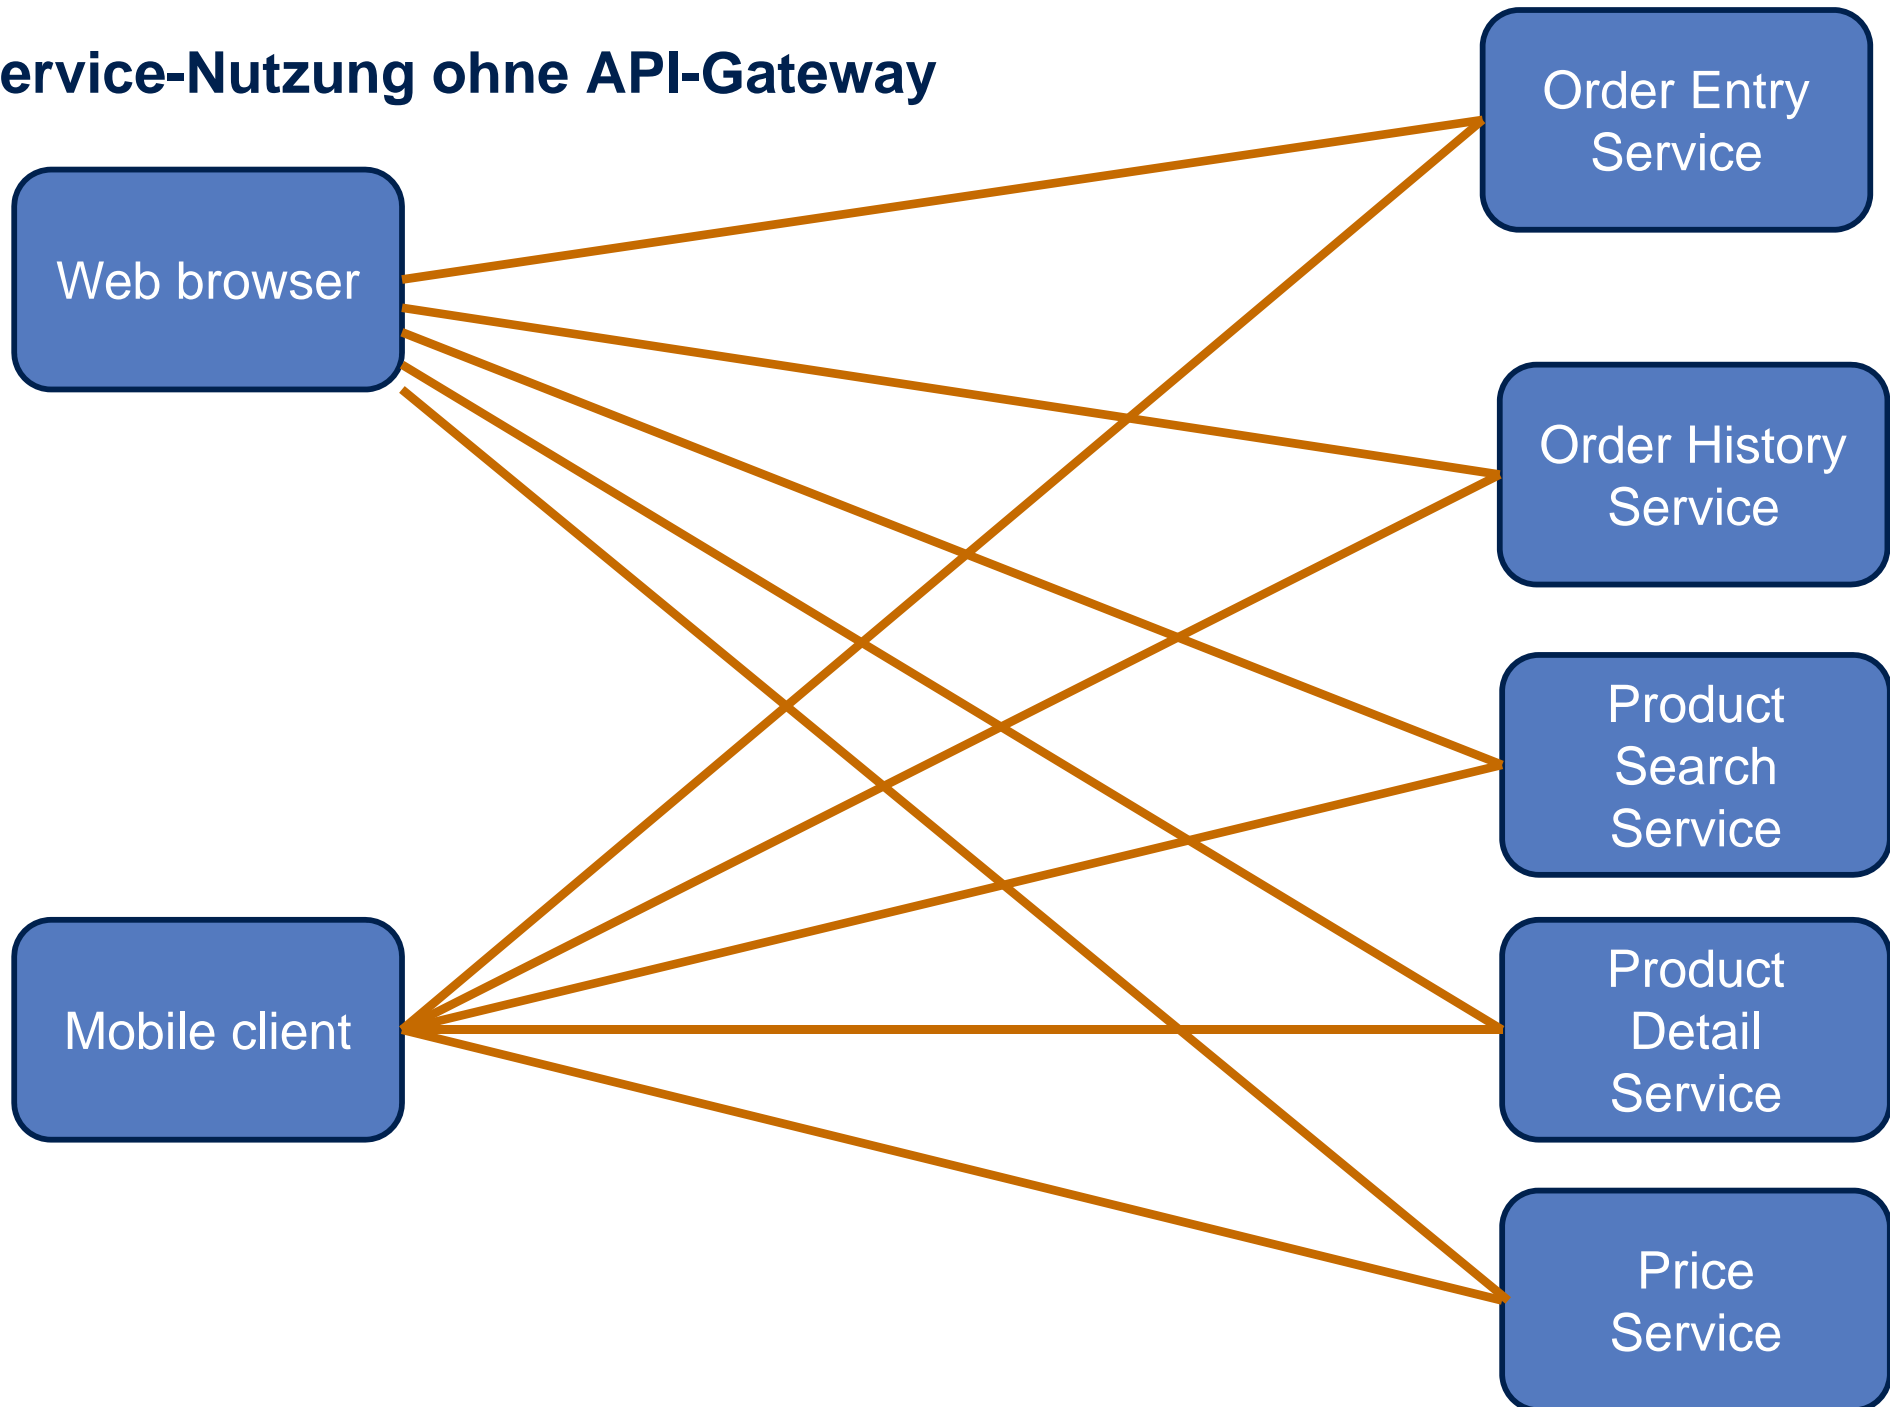 ervice-Nutzung ohne API-Gateway
Order Entry
Service
Web browser
Order History
Service
Product
Search
Service
Mobile client
Product
Detail
Service
Price
Service